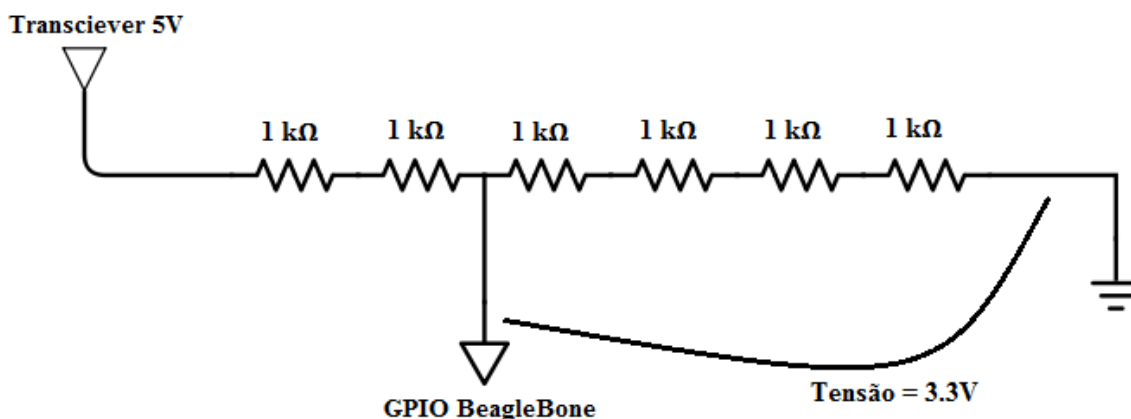 Transciever 5V
1 kΩ 1 kΩ 1 kΩ 1 kΩ 1 kΩ 1 kΩ
Tensão = 3.3V
GPIO BeagleBone